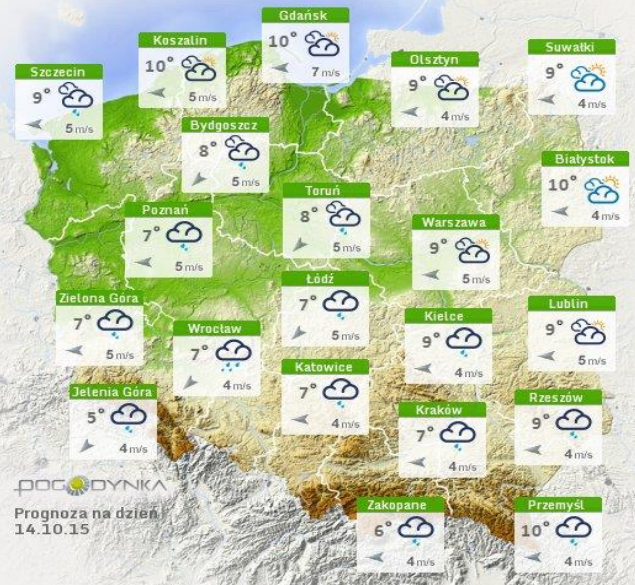 Gdańsk
10°
7 m/s
Koszalin
10°
5 m/s
Suwałki
9°
4 m/s
Olsztyn
9°
4 m/s
Szczecin
9°
5 m/s
Bydgoszcz
8°
5 m/s
Białystok
10°
4 m/s
Toruń
8°
5 m/s
Poznań
7°
5 m/s
Warszawa
9°
5 m/s
Łódź
7°
5 m/s
Zielona Góra
7°
5 m/s
Lublin
9°
5 m/s
Kielce
9°
4 m/s
Wrocław
7°
4 m/s
Katowice
7°
4 m/s
Jelenia Góra
5°
4 m/s
Rzeszów
9°
4 m/s
Kraków
7°
4 m/s
Zakopane
6°
4 m/s
Przemyśl
10°
4 m/s
POGODYNKA
Prognoza na dzień
14.10.15